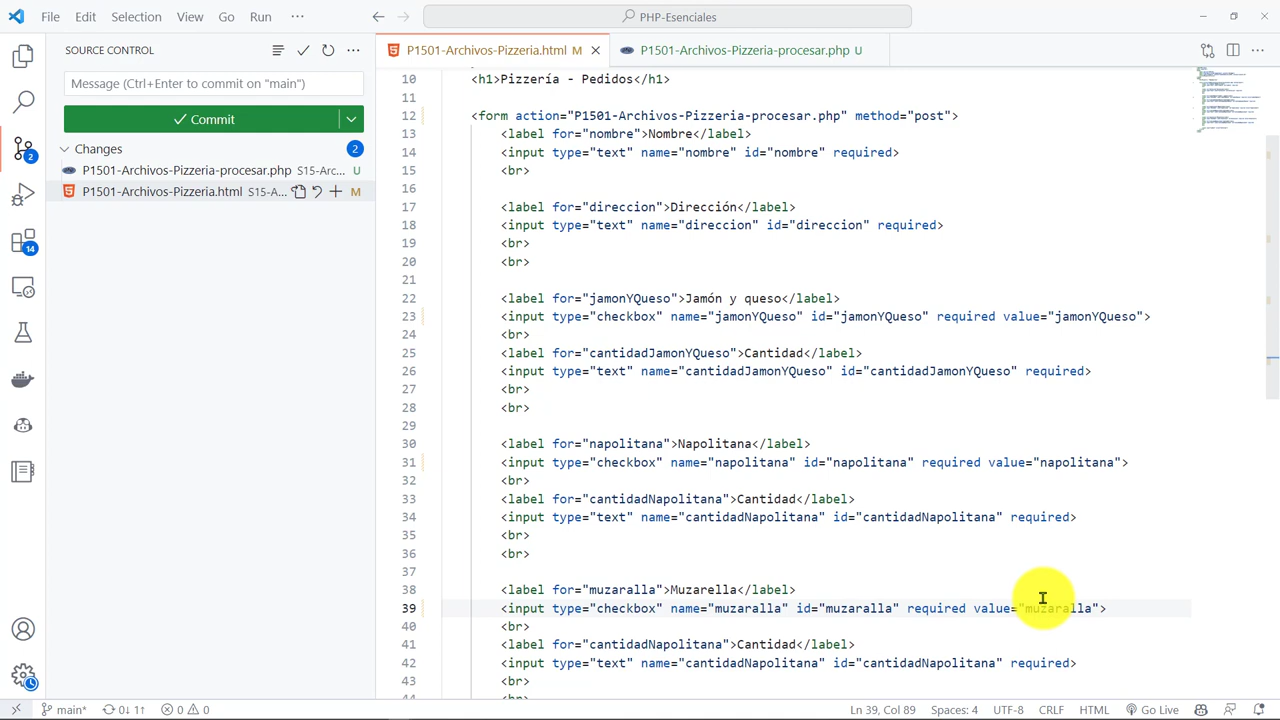 File Edit Selection View Go Run ···
PHP-Esenciales
SOURCE CONTROL
P1501-Archivos-Pizzeria.html M
P1501-Archivos-Pizzeria-procesar.php U
Message (Ctrl+Enter to commit on "main")
Commit
Changes 2
P1501-Archivos-Pizzeria-procesar.php S15-Arc... U
P1501-Archivos-Pizzeria.html S15-A... M
2
14
10 <h1>Pizzería - Pedidos</h1>
11
12 ="P1501-Archivos-Pizzeria- .php" method="post"
13 label for="nombre">Nombre</label>
14 <input type="text" name="nombre" id="nombre" required>
15 <br>
16
17 <label for="direccion">Dirección</label>
18 <input type="text" name="direccion" id="direccion" required>
19 <br>
20 <br>
21
22 <label for="jamonYQueso">Jamón y queso</label>
23 <input type="checkbox" name="jamonYQueso" id="jamonYQueso" required value="jamonYQueso">
24 <br>
25 <label for="cantidadJamonYQueso">Cantidad</label>
26 <input type="text" name="cantidadJamonYQueso" id="cantidadJamonYQueso" required>
27 <br>
28 <br>
29
30 <label for="napolitana">Napolitana</label>
31 <input type="checkbox" name="napolitana" id="napolitana" required value="napolitana">
32 <br>
33 <label for="cantidadNapolitana">Cantidad</label>
34 <input type="text" name="cantidadNapolitana" id="cantidadNapolitana" required>
35 <br>
36 <br>
37
38 <label for="muzaralla">Muzarella</label>
39 <input type="checkbox" name="muzaralla" id="muzaralla" required value="muzaralla">
40 <br>
41 <label for="cantidadNapolitana">Cantidad</label>
42 <input type="text" name="cantidadNapolitana" id="cantidadNapolitana" required>
43 <br>
44 <br>
main* 0↓ 1↑ 0 0 Ln 39, Col 89 Spaces: 4 UTF-8 CRLF HTML Go Live